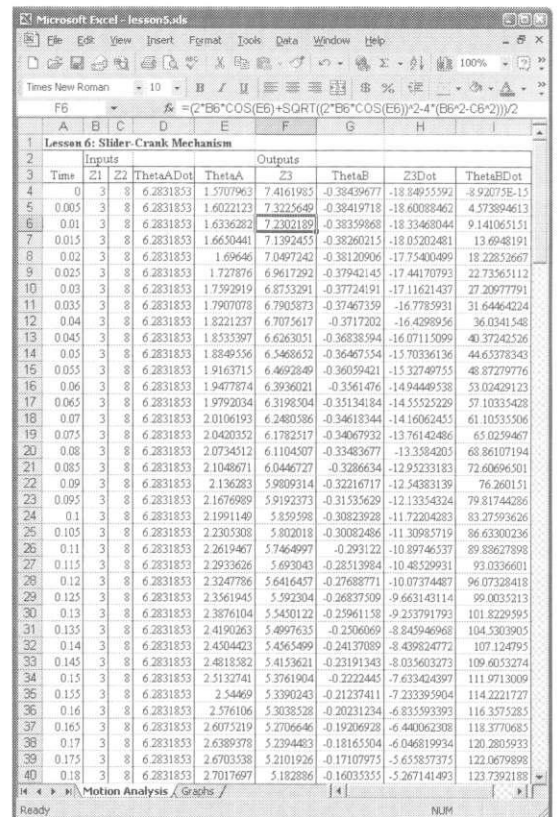 Microsoft Excel - lesson5.xls
File Edit View Insert Format Tools Data Window Help
100%
Times New Roman 10 B I U $ %
F6 fx =(2*B6*COS(E6)+SQRT((2*B6*COS(E6))^2-4*(B6^2-C6^2)))/2
A B C D E F G H I
1 Lesson 6: Slider-Crank Mechanism
2 Inputs Outputs
3 Time Z1 Z2 ThetaADot ThetaA Z3 ThetaB Z3Dot ThetaBDot
4 0 3 8 6.2831853 1.5707963 7.4161985 -0.38439677 -18.84955592 -8.92075E-15
5 0.005 3 8 6.2831853 1.6022123 7.3225649 -0.38419718 -18.60088462 4.573894613
6 0.01 3 8 6.2831853 1.6336282 7.2302189 -0.38359868 -18.33468044 9.141065151
7 0.015 3 8 6.2831853 1.6650441 7.1392455 -0.38260215 -18.05202481 13.6948191
8 0.02 3 8 6.2831853 1.69646 7.0497242 -0.38120906 -17.75400499 18.22852667
9 0.025 3 8 6.2831853 1.727876 6.9617292 -0.37942145 -17.44170793 22.73565112
10 0.03 3 8 6.2831853 1.7592919 6.8753291 -0.37724191 -17.11621437 27.20977791
11 0.035 3 8 6.2831853 1.7907078 6.7905873 -0.37467359 -16.7785931 31.64464224
12 0.04 3 8 6.2831853 1.8221237 6.7075617 -0.3717202 -16.4298956 36.0341548
13 0.045 3 8 6.2831853 1.8535397 6.6263051 -0.36838594 -16.07115099 40.37242526
14 0.05 3 8 6.2831853 1.8849556 6.5468652 -0.36467554 -15.70336136 44.65378343
15 0.055 3 8 6.2831853 1.9163715 6.4692849 -0.36059421 -15.32749755 48.87279776
16 0.06 3 8 6.2831853 1.9477874 6.3936021 -0.3561476 -14.94449538 53.02429123
17 0.065 3 8 6.2831853 1.9792034 6.3198504 -0.35134184 -14.55525229 57.10335428
18 0.07 3 8 6.2831853 2.0106193 6.2480586 -0.34618344 -14.16062455 61.10535506
19 0.075 3 8 6.2831853 2.0420352 6.1782517 -0.34067932 -13.76142486 65.0259467
20 0.08 3 8 6.2831853 2.0734512 6.1104507 -0.33483677 -13.3584205 68.86107194
21 0.085 3 8 6.2831853 2.1048671 6.0446727 -0.3286634 -12.95233183 72.60696501
22 0.09 3 8 6.2831853 2.136283 5.9809314 -0.32216717 -12.54383139 76.260151
23 0.095 3 8 6.2831853 2.1676989 5.9192373 -0.31535629 -12.13354324 79.81744286
24 0.1 3 8 6.2831853 2.1991149 5.859598 -0.30823928 -11.72204283 83.27593626
25 0.105 3 8 6.2831853 2.2305308 5.802018 -0.30082486 -11.30985719 86.63300236
26 0.11 3 8 6.2831853 2.2619467 5.7464997 -0.293122 -10.89746537 89.88627898
27 0.115 3 8 6.2831853 2.2933626 5.693043 -0.28513984 -10.48529931 93.0336601
28 0.12 3 8 6.2831853 2.3247786 5.6416457 -0.27688771 -10.07374487 96.07328418
29 0.125 3 8 6.2831853 2.3561945 5.592304 -0.26837509 -9.663143114 99.0035213
30 0.13 3 8 6.2831853 2.3876104 5.5450122 -0.25961158 -9.253791793 101.8229595
31 0.135 3 8 6.2831853 2.4190263 5.4997635 -0.2506069 -8.845946968 104.5303905
32 0.14 3 8 6.2831853 2.4504423 5.4565499 -0.24137089 -8.439824772 107.124795
33 0.145 3 8 6.2831853 2.4818582 5.4153621 -0.23191343 -8.035603273 109.6053274
34 0.15 3 8 6.2831853 2.5132741 5.3761904 -0.2222445 -7.633424397 111.9713009
35 0.155 3 8 6.2831853 2.54469 5.3390243 -0.21237411 -7.233395904 114.2221727
36 0.16 3 8 6.2831853 2.576106 5.3038528 -0.20231234 -6.835593393 116.3575285
37 0.165 3 8 6.2831853 2.6075219 5.2706646 -0.19206928 -6.440062308 118.3770685
38 0.17 3 8 6.2831853 2.6389378 5.2394483 -0.18165504 -6.046819934 120.2805933
39 0.175 3 8 6.2831853 2.6703538 5.2101926 -0.17107975 -5.655857375 122.0679898
40 0.18 3 8 6.2831853 2.7017697 5.182886 -0.16035355 -5.267141493 123.7392188
Motion Analysis Graphs
Ready NUM